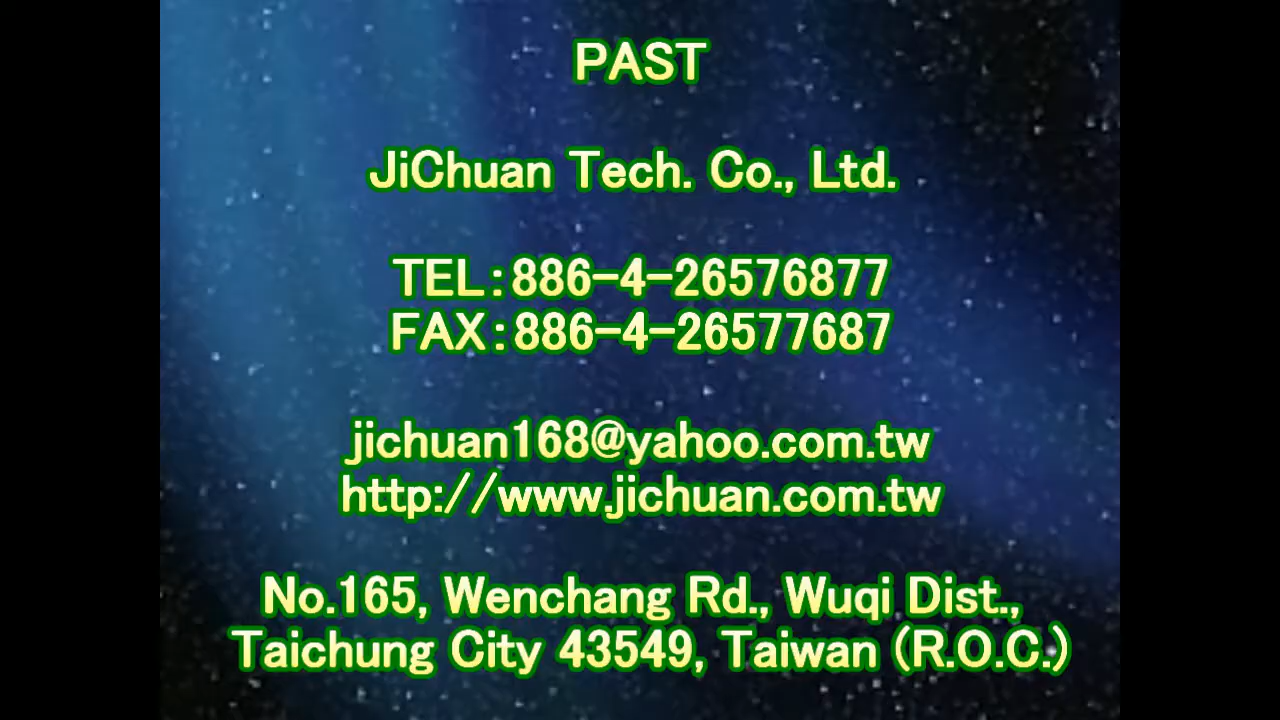 PAST
JiChuan Tech. Co., Ltd.
TEL:886-4-26576877
FAX:886-4-26577687
jichuan168@yahoo.com.tw
http://www.jichuan.com.tw
No.165, Wenchang Rd., Wuqi Dist.,
Taichung City 43549, Taiwan (R.O.C.)